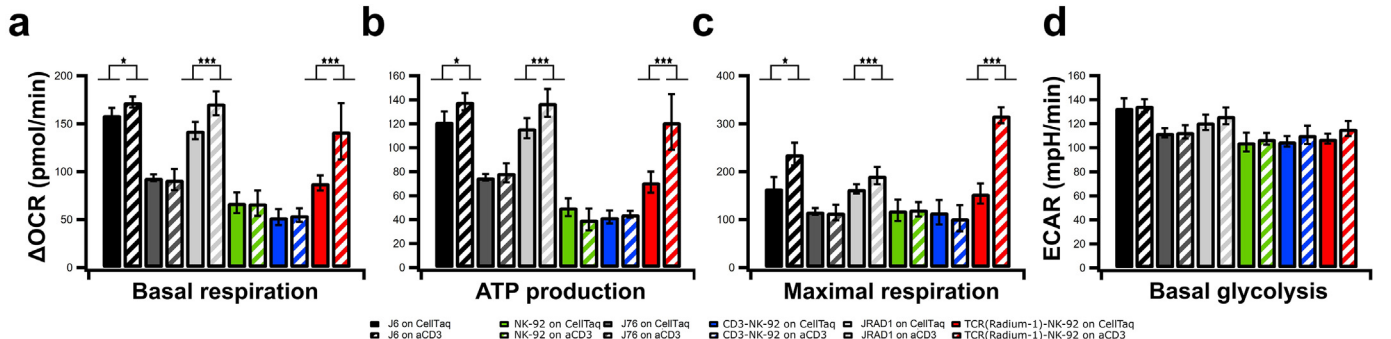 a b c d
* *** *** * *** *** * *** ***
ΔOCR (pmol/min)
200
150
100
50
0
Basal respiration
160
140
120
100
80
60
40
20
0
ATP production
400
300
200
100
0
Maximal respiration
ECAR (mpH/min)
160
140
120
100
80
60
40
20
0
Basal glycolysis
J6 on CellTaq NK-92 on CellTaq J76 on CellTaq CD3-NK-92 on CellTaq JRAD1 on CellTaq TCR(Radium-1)-NK-92 on CellTaq
J6 on aCD3 NK-92 on aCD3 J76 on aCD3 CD3-NK-92 on aCD3 JRAD1 on aCD3 TCR(Radium-1)-NK-92 on aCD3